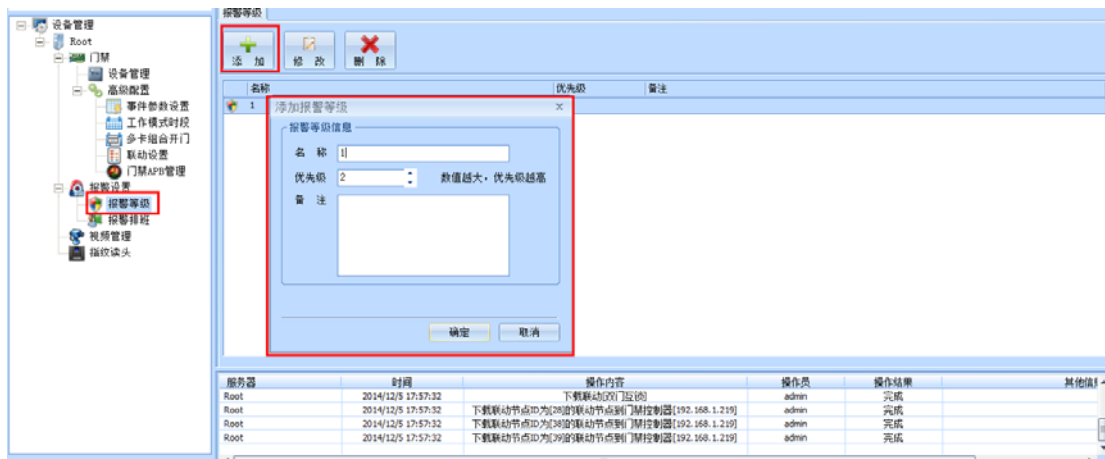 报警等级
设备管理
Root
门禁
设备管理
高级配置
事件参数设置
工作模式时段
多卡组合开门
联动设置
门禁APB管理
报警设置
报警等级
报警排班
视频管理
指纹读头
添 加 修 改 删 除
名称 优先级 备注
1
添加报警等级
报警等级信息
名 称 1
优先级 2 数值越大，优先级越高
备 注
确定 取消
服务器 时间 操作内容 操作员 操作结果 其他信息
Root 2014/12/5 17:57:32 下载联动[双门互锁] admin 完成
Root 2014/12/5 17:57:32 下载联动节点ID为[28]的联动节点到门禁控制器[192.168.1.219] admin 完成
Root 2014/12/5 17:57:32 下载联动节点ID为[38]的联动节点到门禁控制器[192.168.1.219] admin 完成
Root 2014/12/5 17:57:32 下载联动节点ID为[39]的联动节点到门禁控制器[192.168.1.219] admin 完成